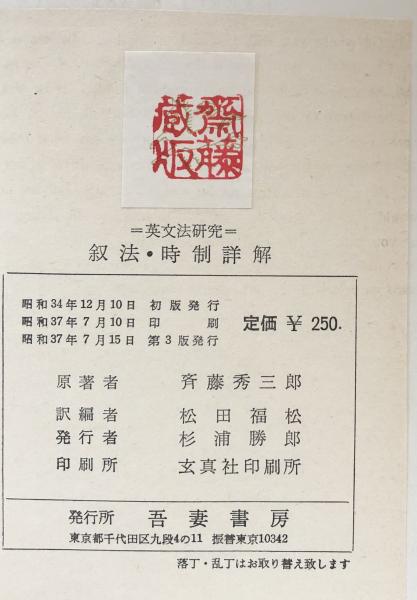 齋藤
蔵版
＝英文法研究＝
叙法・時制詳解
昭和34年12月10日 初版発行
昭和37年7月10日 印刷
昭和37年7月15日 第3版発行
定価 ￥ 250.
原著者 斉藤秀三郎
訳編者 松田福松
発行者 杉浦勝郎
印刷所 玄真社印刷所
発行所 吾妻書房
東京都千代田区九段4の11 振替東京10342
落丁・乱丁はお取り替え致します